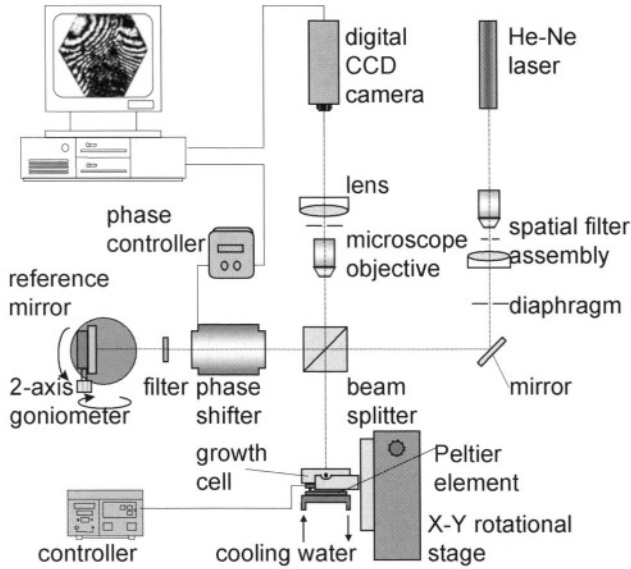 digital
CCD
camera
He-Ne
laser
lens
phase
controller
microscope
objective
spatial filter
assembly
reference
mirror
diaphragm
2-axis
goniometer
filter
phase
shifter
beam
splitter
mirror
growth
cell
Peltier
element
X-Y rotational
stage
controller
cooling water